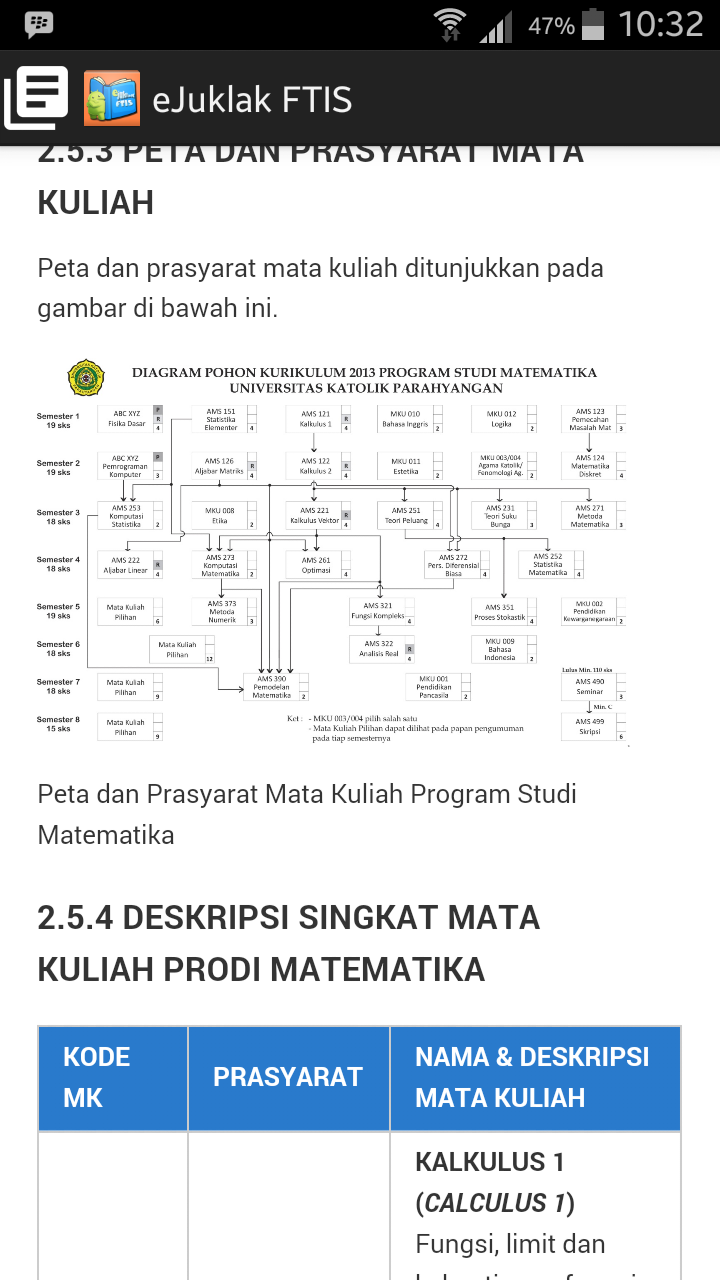 47% 10:32
eJuklak FTIS
2.5.3 PETA DAN PRASYARAT MATA
KULIAH
Peta dan prasyarat mata kuliah ditunjukkan pada
gambar di bawah ini.
DIAGRAM POHON KURIKULUM 2013 PROGRAM STUDI MATEMATIKA
UNIVERSITAS KATOLIK PARAHYANGAN
Semester 1
19 sks
ABC XYZ
Fisika Dasar
P
R
4
AMS 151
Statistika
Elementer
4
AMS 121
Kalkulus 1
R
4
MKU 010
Bahasa Inggris
2
MKU 012
Logika
2
AMS 123
Pemecahan
Masalah Mat
3
Semester 2
19 sks
ABC XYZ
Pemrograman
Komputer
P
3
AMS 126
Aljabar Matriks
R
4
AMS 122
Kalkulus 2
R
4
MKU 011
Estetika
2
MKU 003/004
Agama Katolik/
Fenomologi Ag.
2
AMS 124
Matematika
Diskret
4
Semester 3
18 sks
AMS 253
Komputasi
Statistika
2
MKU 008
Etika
2
AMS 221
Kalkulus Vektor
R
4
AMS 251
Teori Peluang
4
AMS 231
Teori Suku
Bunga
3
AMS 271
Metoda
Matematika
3
Semester 4
18 sks
AMS 222
Aljabar Linear
R
4
AMS 273
Komputasi
Matematika
2
AMS 261
Optimasi
4
AMS 272
Pers. Diferensial
Biasa
4
AMS 252
Statistika
Matematika
4
Semester 5
19 sks
Mata Kuliah
Pilihan
6
AMS 373
Metoda
Numerik
3
AMS 321
Fungsi Kompleks
4
AMS 351
Proses Stokastik
4
MKU 002
Pendidikan
Kewarganegaraan
2
Semester 6
18 sks
Mata Kuliah
Pilihan
12
AMS 322
Analisis Real
R
4
MKU 009
Bahasa
Indonesia
2
Semester 7
18 sks
Mata Kuliah
Pilihan
9
AMS 390
Pemodelan
Matematika
2
MKU 001
Pendidikan
Pancasila
2
Lulus Min. 110 sks
AMS 490
Seminar
3
Min. C
Semester 8
15 sks
Mata Kuliah
Pilihan
9
Ket : - MKU 003/004 pilih salah satu
- Mata Kuliah Pilihan dapat dilihat pada papan pengumuman
pada tiap semesternya
AMS 499
Skripsi
6
Peta dan Prasyarat Mata Kuliah Program Studi
Matematika
2.5.4 DESKRIPSI SINGKAT MATA
KULIAH PRODI MATEMATIKA
KODE
MK
PRASYARAT
NAMA & DESKRIPSI
MATA KULIAH
KALKULUS 1
(CALCULUS 1)
Fungsi, limit dan